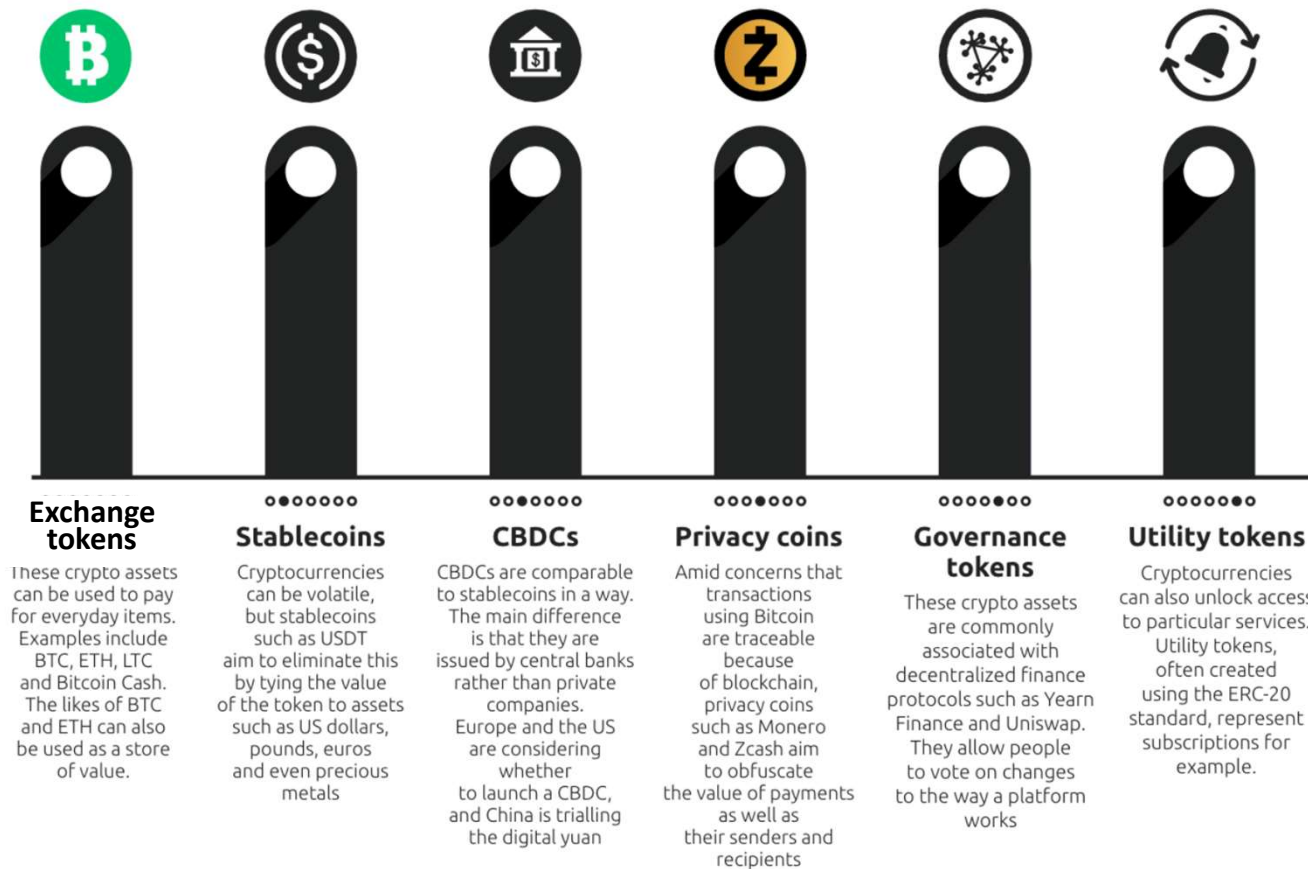 Exchange
tokens
These crypto assets
can be used to pay
for everyday items.
Examples include
BTC, ETH, LTC
and Bitcoin Cash.
The likes of BTC
and ETH can also
be used as a store
of value.
Stablecoins
Cryptocurrencies
can be volatile,
but stablecoins
such as USDT
aim to eliminate this
by tying the value
of the token to assets
such as US dollars,
pounds, euros
and even precious
metals
CBDCs
CBDCs are comparable
to stablecoins in a way.
The main difference
is that they are
issued by central banks
rather than private
companies.
Europe and the US
are considering
whether
to launch a CBDC,
and China is trialling
the digital yuan
Privacy coins
Amid concerns that
transactions
using Bitcoin
are traceable
because
of blockchain,
privacy coins
such as Monero
and Zcash aim
to obfuscate
the value of payments
as well as
their senders and
recipients
Governance
tokens
These crypto assets
are commonly
associated with
decentralized finance
protocols such as Yearn
Finance and Uniswap.
They allow people
to vote on changes
to the way a platform
works
Utility tokens
Cryptocurrencies
can also unlock access
to particular services.
Utility tokens,
often created
using the ERC-20
standard, represent
subscriptions for
example.